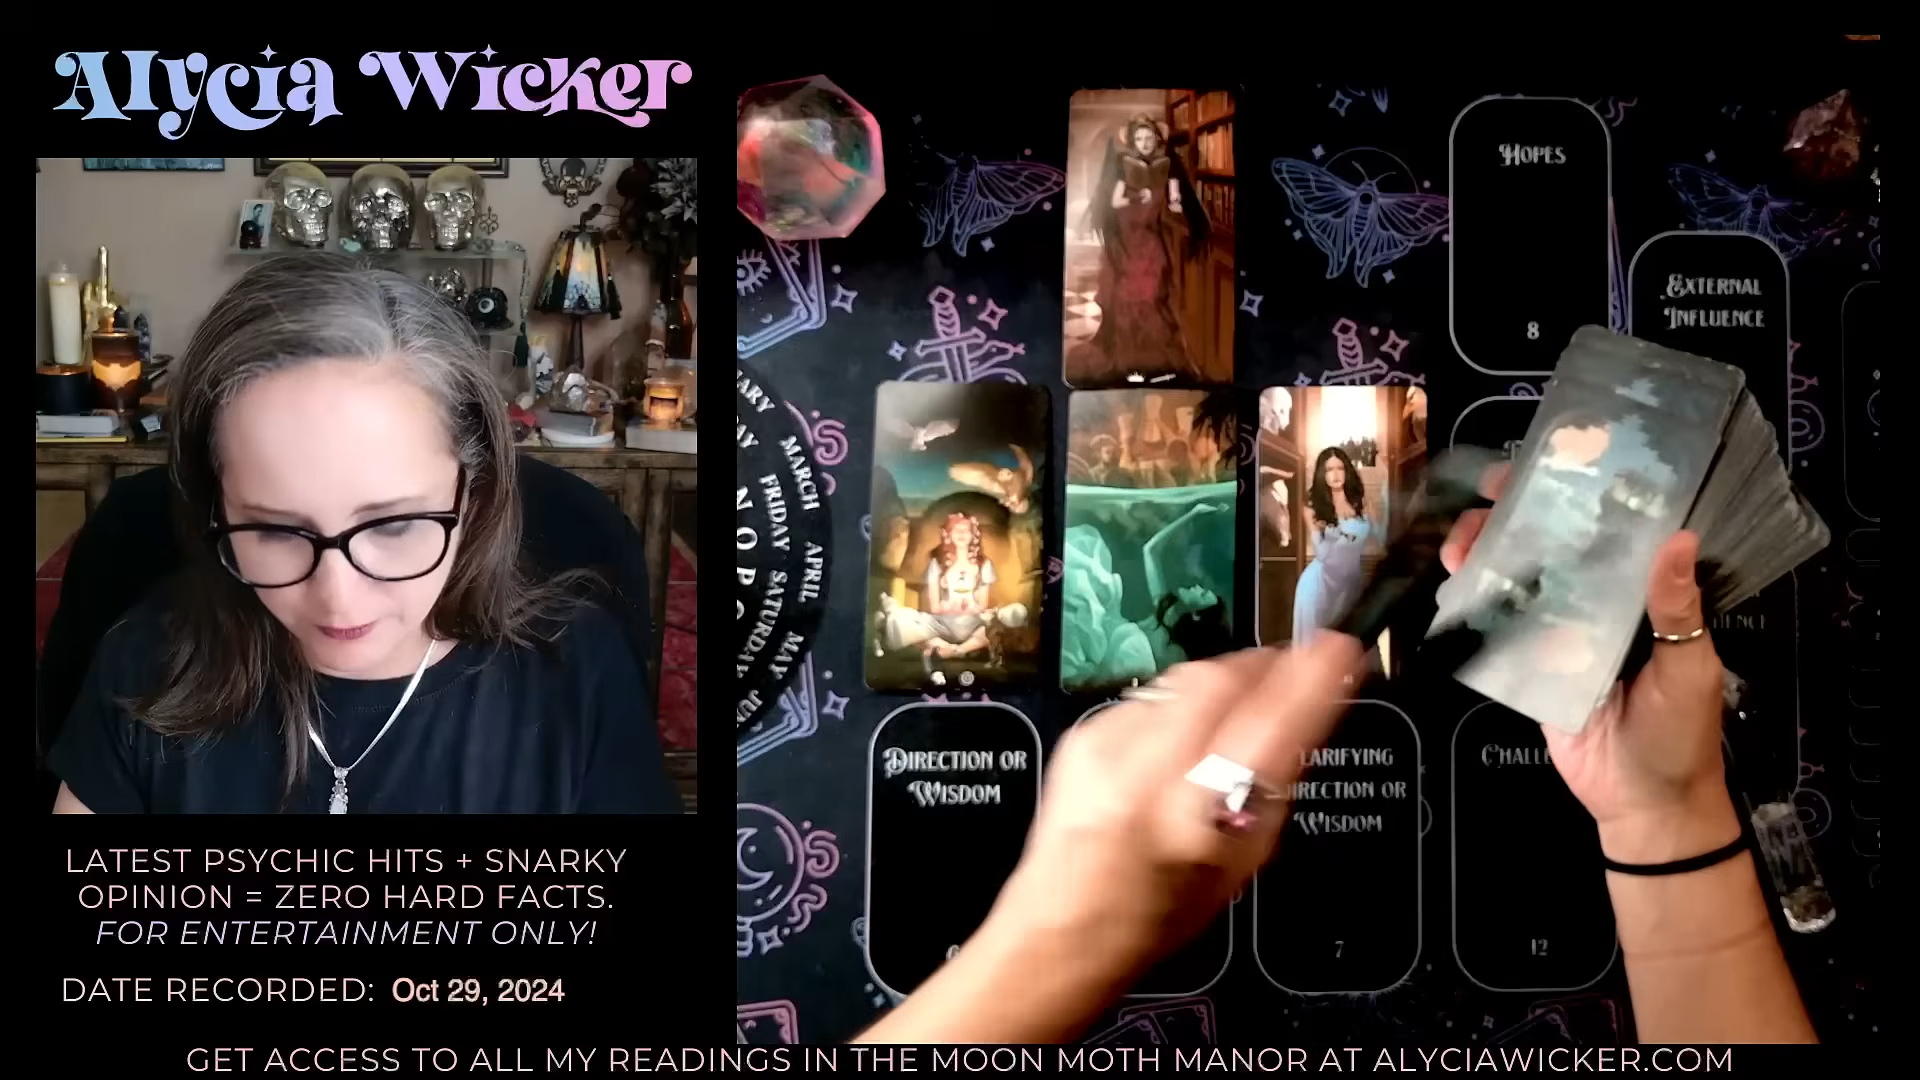 Alycia Wicker
LATEST PSYCHIC HITS + SNARKY
OPINION = ZERO HARD FACTS.
FOR ENTERTAINMENT ONLY!
DATE RECORDED: Oct 29, 2024
HOPES
8
EXTERNAL
INFLUENCE
MARCH
APRIL
MAY
FRIDAY
SATURDAY
DIRECTION OR
WISDOM
CLARIFYING
DIRECTION OR
WISDOM
7
12
GET ACCESS TO ALL MY READINGS IN THE MOON MOTH MANOR AT ALYCIAWICKER.COM